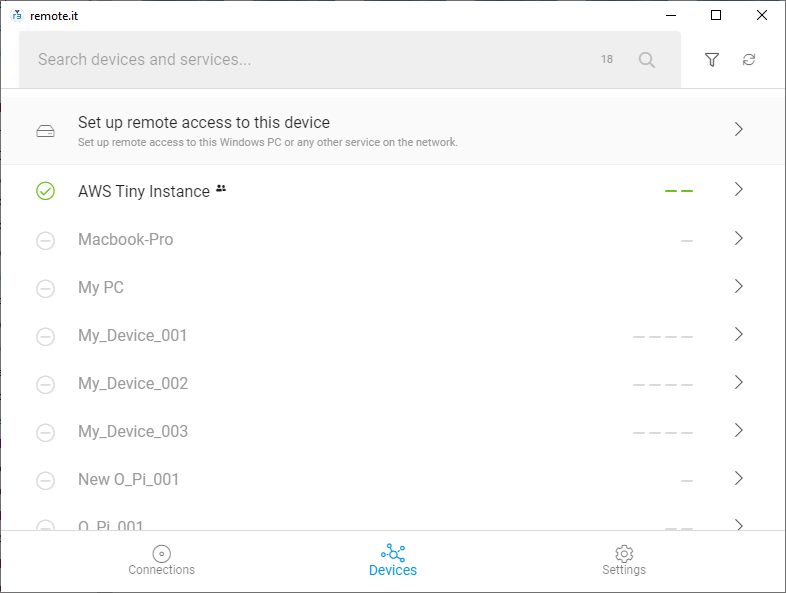 remote.it
Search devices and services...
18
Set up remote access to this device
Set up remote access to this Windows PC or any other service on the network.
AWS Tiny Instance
Macbook-Pro
My PC
My_Device_001
My_Device_002
My_Device_003
New O_Pi_001
O_Pi_001
Connections
Devices
Settings